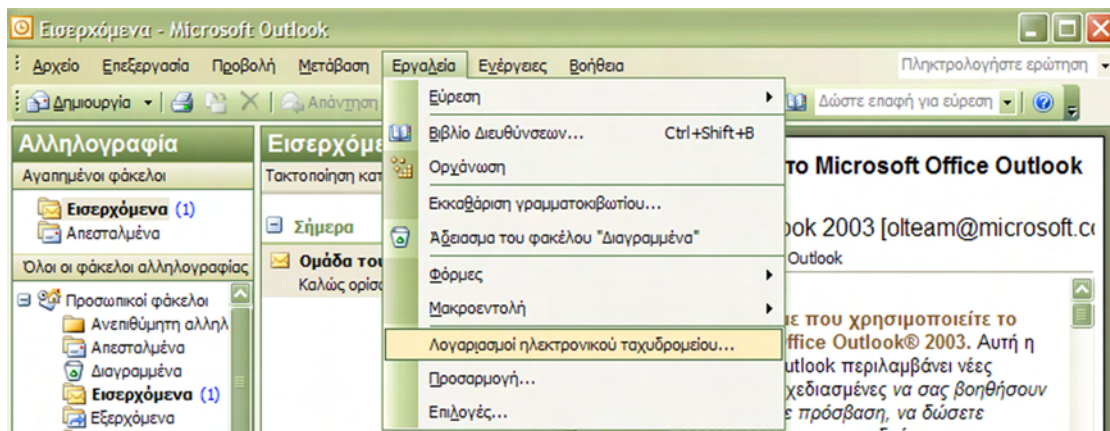 Εισερχόμενα - Microsoft Outlook
Αρχείο Επεξεργασία Προβολή Μετάβαση Εργαλεία Ενέργειες Βοήθεια Πληκτρολογήστε ερώτηση
Δημιουργία Απάντηση Δώστε επαφή για εύρεση
Αλληλογραφία
Αγαπημένοι φάκελοι
Εισερχόμενα (1)
Απεσταλμένα
Όλοι οι φάκελοι αλληλογραφίας
Προσωπικοί φάκελοι
Ανεπιθύμητη αλληλ
Απεσταλμένα
Διαγραμμένα
Εισερχόμενα (1)
Εξερχόμενα
Εισερχόμε
Τακτοποίηση κατ
Σήμερα
Ομάδα του
Καλώς ορίσα
Εύρεση
Βιβλίο Διευθύνσεων... Ctrl+Shift+B
Οργάνωση
Εκκαθάριση γραμματοκιβωτίου...
Άδειασμα του φακέλου "Διαγραμμένα"
Φόρμες
Μακροεντολή
Λογαριασμοί ηλεκτρονικού ταχυδρομείου...
Προσαρμογή...
Επιλογές...
το Microsoft Office Outlook
ook 2003 [olteam@microsoft.co
Outlook
με που χρησιμοποιείτε το
ffice Outlook® 2003. Αυτή η
utlook περιλαμβάνει νέες
χεδιασμένες να σας βοηθήσουν
ε πρόσβαση, να δώσετε